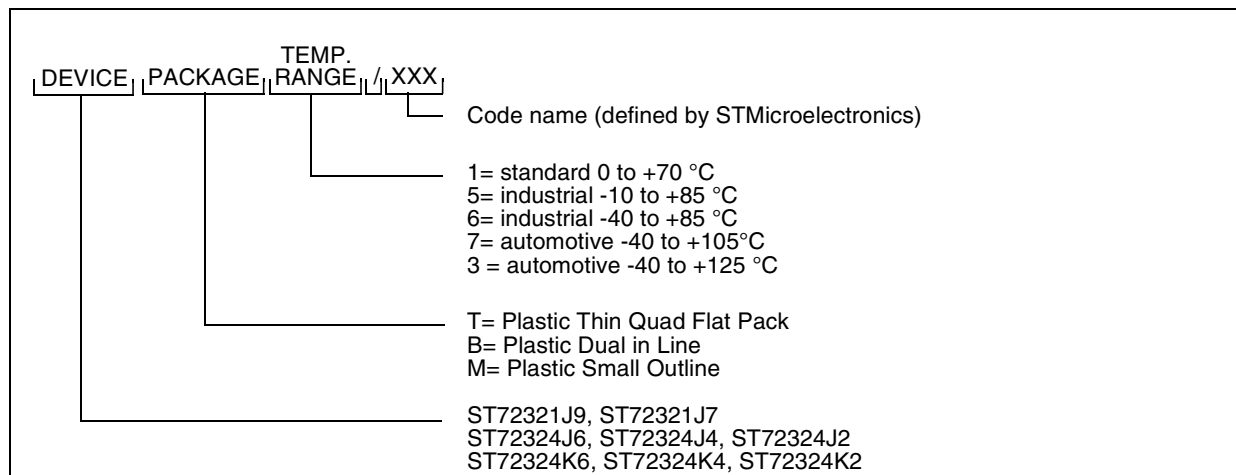 TEMP.
DEVICE PACKAGE RANGE / XXX
Code name (defined by STMicroelectronics)
1= standard 0 to +70 °C
5= industrial -10 to +85 °C
6= industrial -40 to +85 °C
7= automotive -40 to +105°C
3 = automotive -40 to +125 °C
T= Plastic Thin Quad Flat Pack
B= Plastic Dual in Line
M= Plastic Small Outline
ST72321J9, ST72321J7
ST72324J6, ST72324J4, ST72324J2
ST72324K6, ST72324K4, ST72324K2